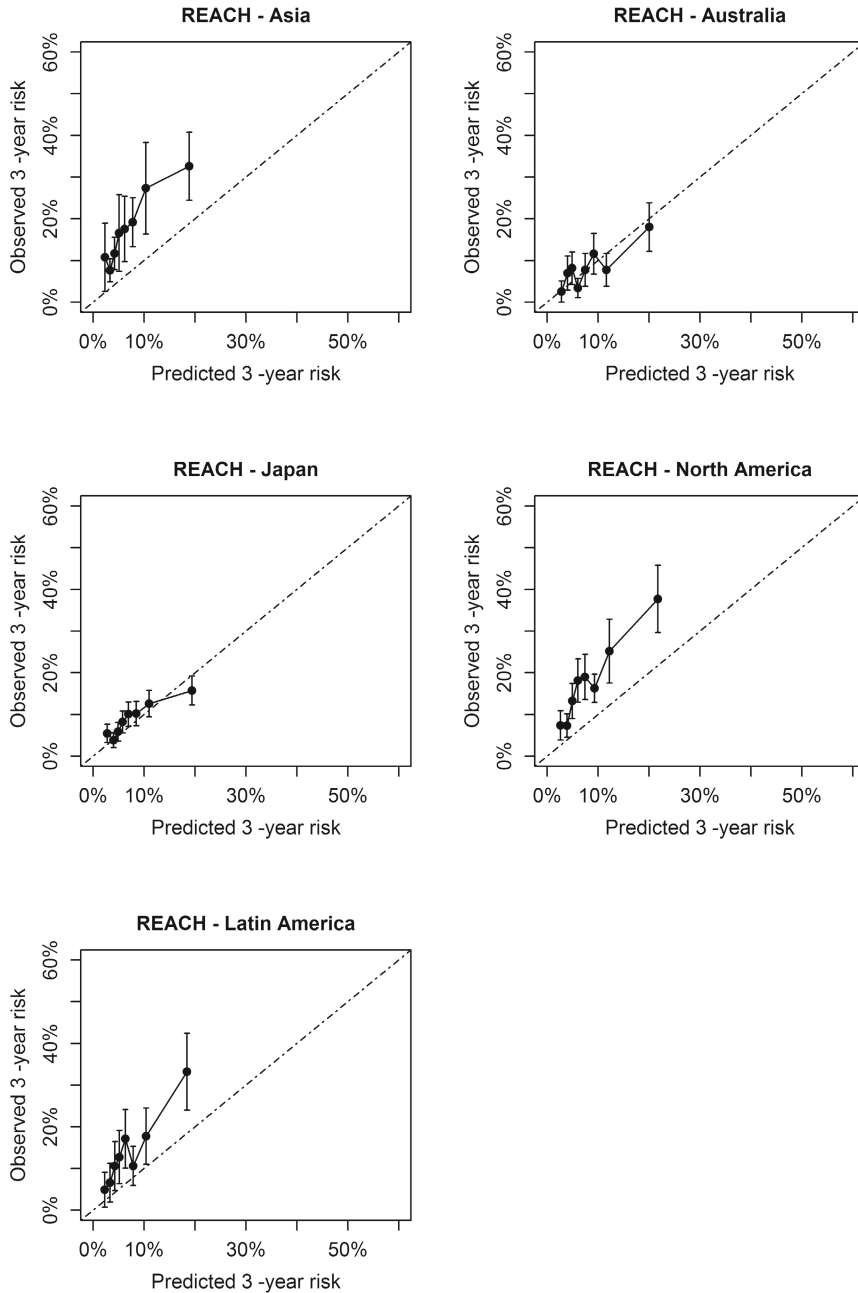 REACH - Asia
60%
40%
20%
0%
Observed 3 -year risk
0% 10% 30% 50%
Predicted 3 -year risk
REACH - Australia
60%
40%
20%
0%
Observed 3 -year risk
0% 10% 30% 50%
Predicted 3 -year risk
REACH - Japan
60%
40%
20%
0%
Observed 3 -year risk
0% 10% 30% 50%
Predicted 3 -year risk
REACH - North America
60%
40%
20%
0%
Observed 3 -year risk
0% 10% 30% 50%
Predicted 3 -year risk
REACH - Latin America
60%
40%
20%
0%
Observed 3 -year risk
0% 10% 30% 50%
Predicted 3 -year risk